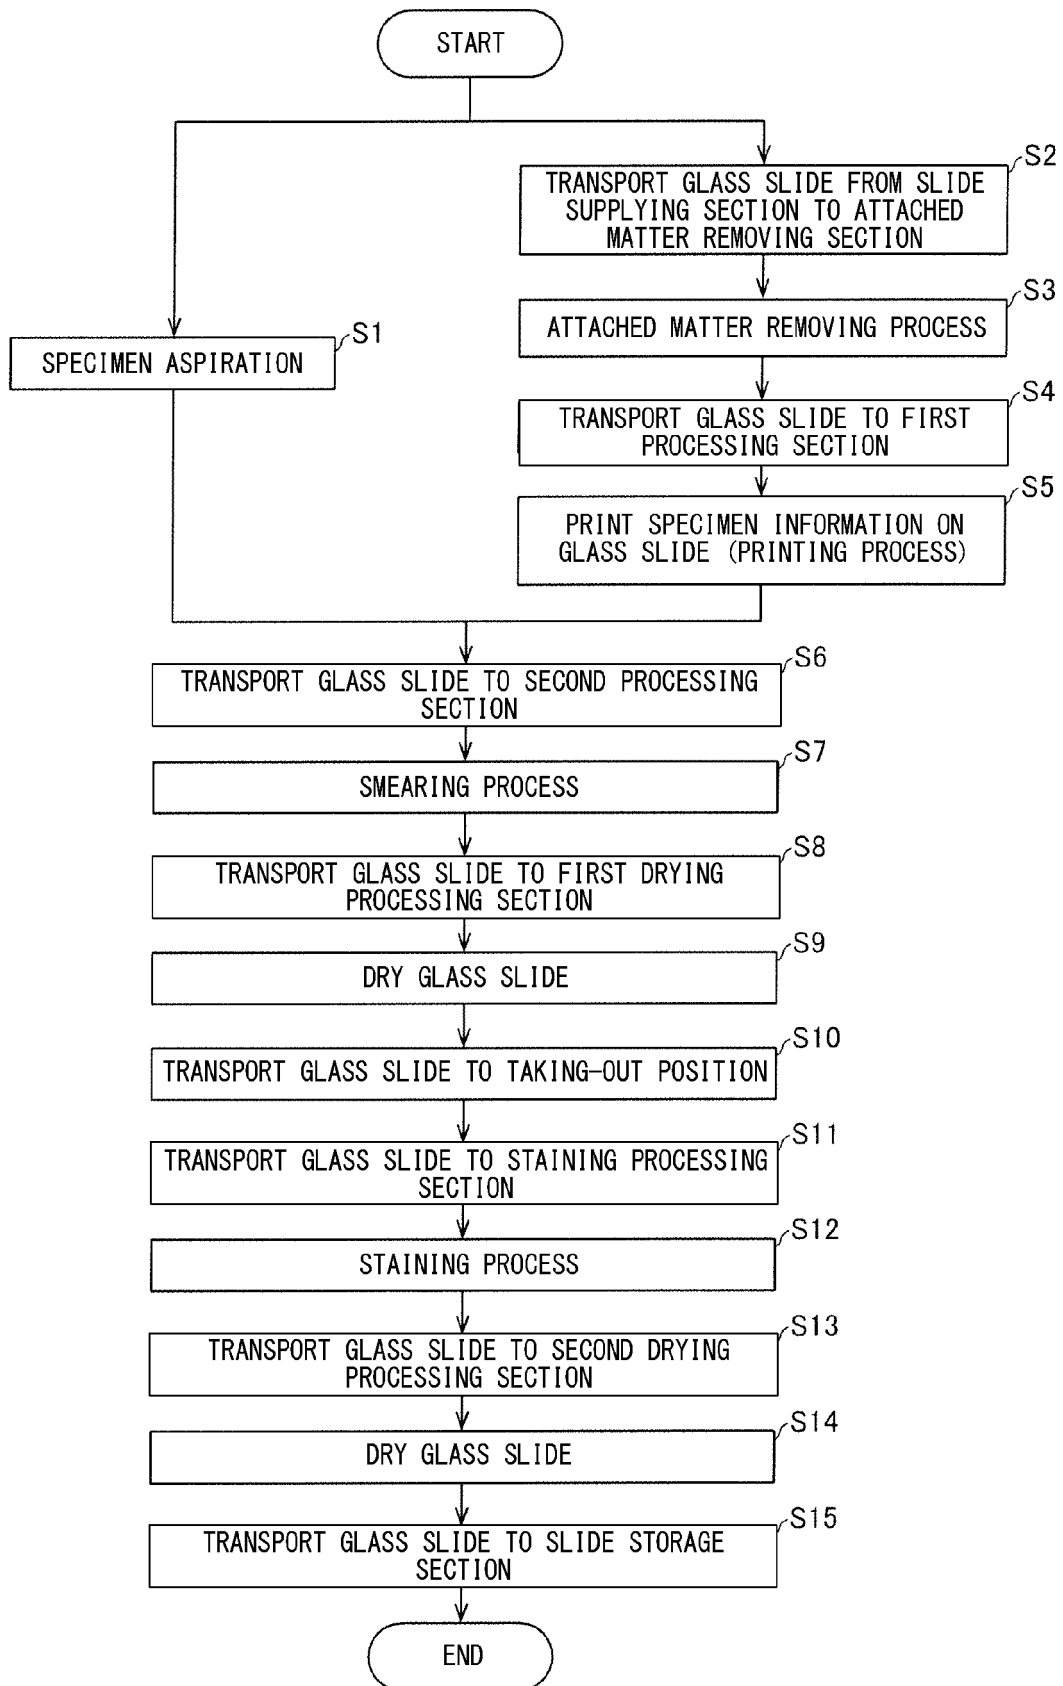 START
S2
TRANSPORT GLASS SLIDE FROM SLIDE
SUPPLYING SECTION TO ATTACHED
MATTER REMOVING SECTION
S3
ATTACHED MATTER REMOVING PROCESS
S1
SPECIMEN ASPIRATION
S4
TRANSPORT GLASS SLIDE TO FIRST
PROCESSING SECTION
S5
PRINT SPECIMEN INFORMATION ON
GLASS SLIDE (PRINTING PROCESS)
S6
TRANSPORT GLASS SLIDE TO SECOND PROCESSING
SECTION
S7
SMEARING PROCESS
S8
TRANSPORT GLASS SLIDE TO FIRST DRYING
PROCESSING SECTION
S9
DRY GLASS SLIDE
S10
TRANSPORT GLASS SLIDE TO TAKING-OUT POSITION
S11
TRANSPORT GLASS SLIDE TO STAINING PROCESSING
SECTION
S12
STAINING PROCESS
S13
TRANSPORT GLASS SLIDE TO SECOND DRYING
PROCESSING SECTION
S14
DRY GLASS SLIDE
S15
TRANSPORT GLASS SLIDE TO SLIDE STORAGE
SECTION
END